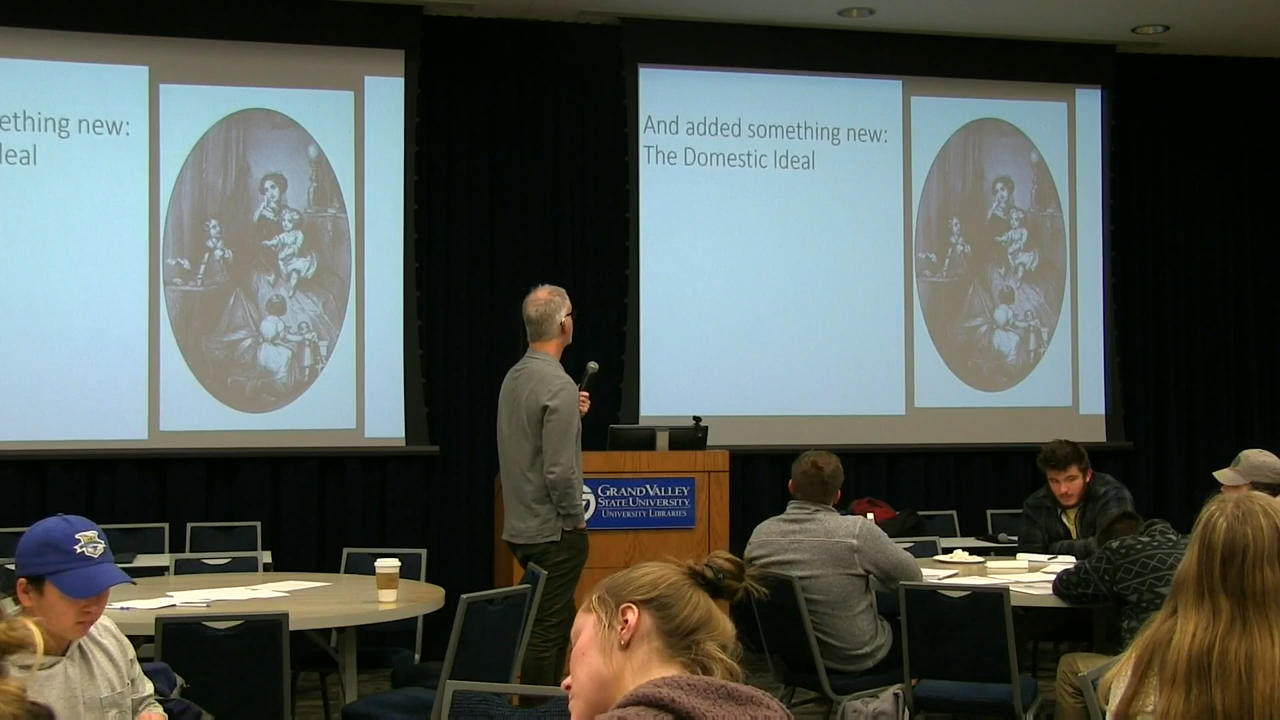 ething new:
deal
And added something new:
The Domestic Ideal
GRAND VALLEY
STATE UNIVERSITY
UNIVERSITY LIBRARIES